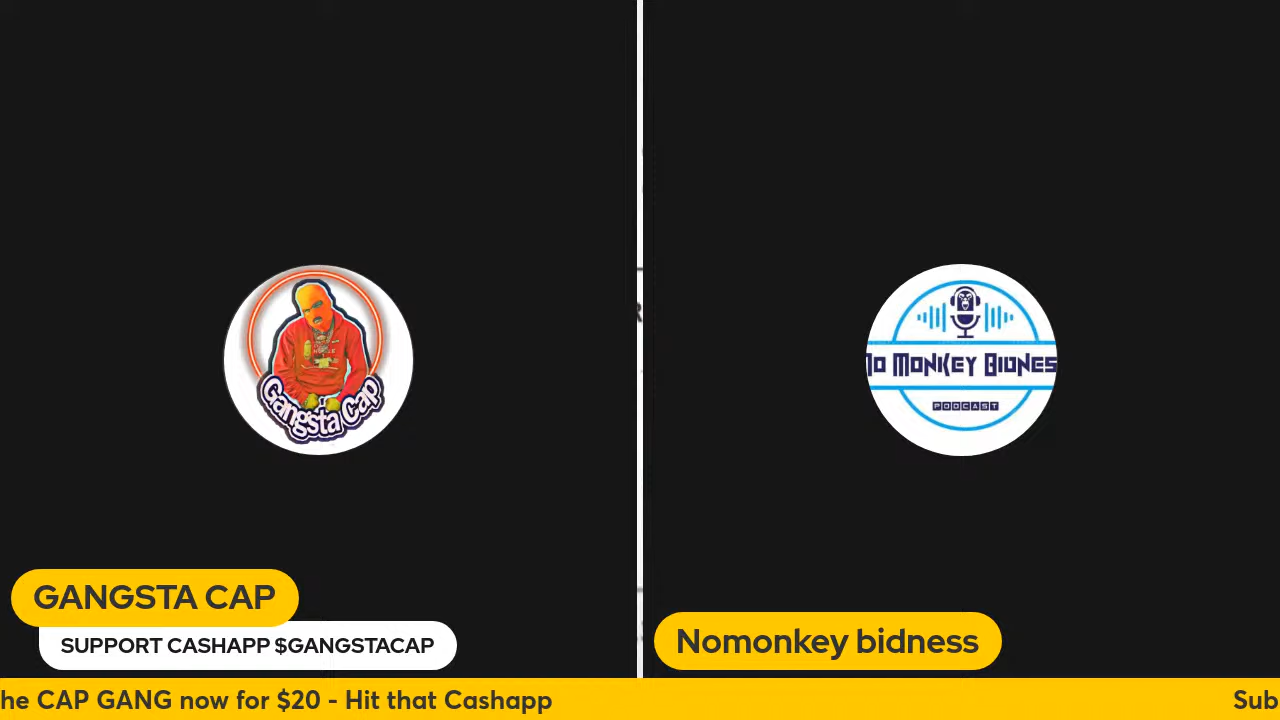 Gangsta Cap
No Monkey Bidnes
PODCAST
GANGSTA CAP
SUPPORT CASHAPP $GANGSTACAP
Nomonkey bidness
he CAP GANG now for $20 - Hit that Cashapp
Sub